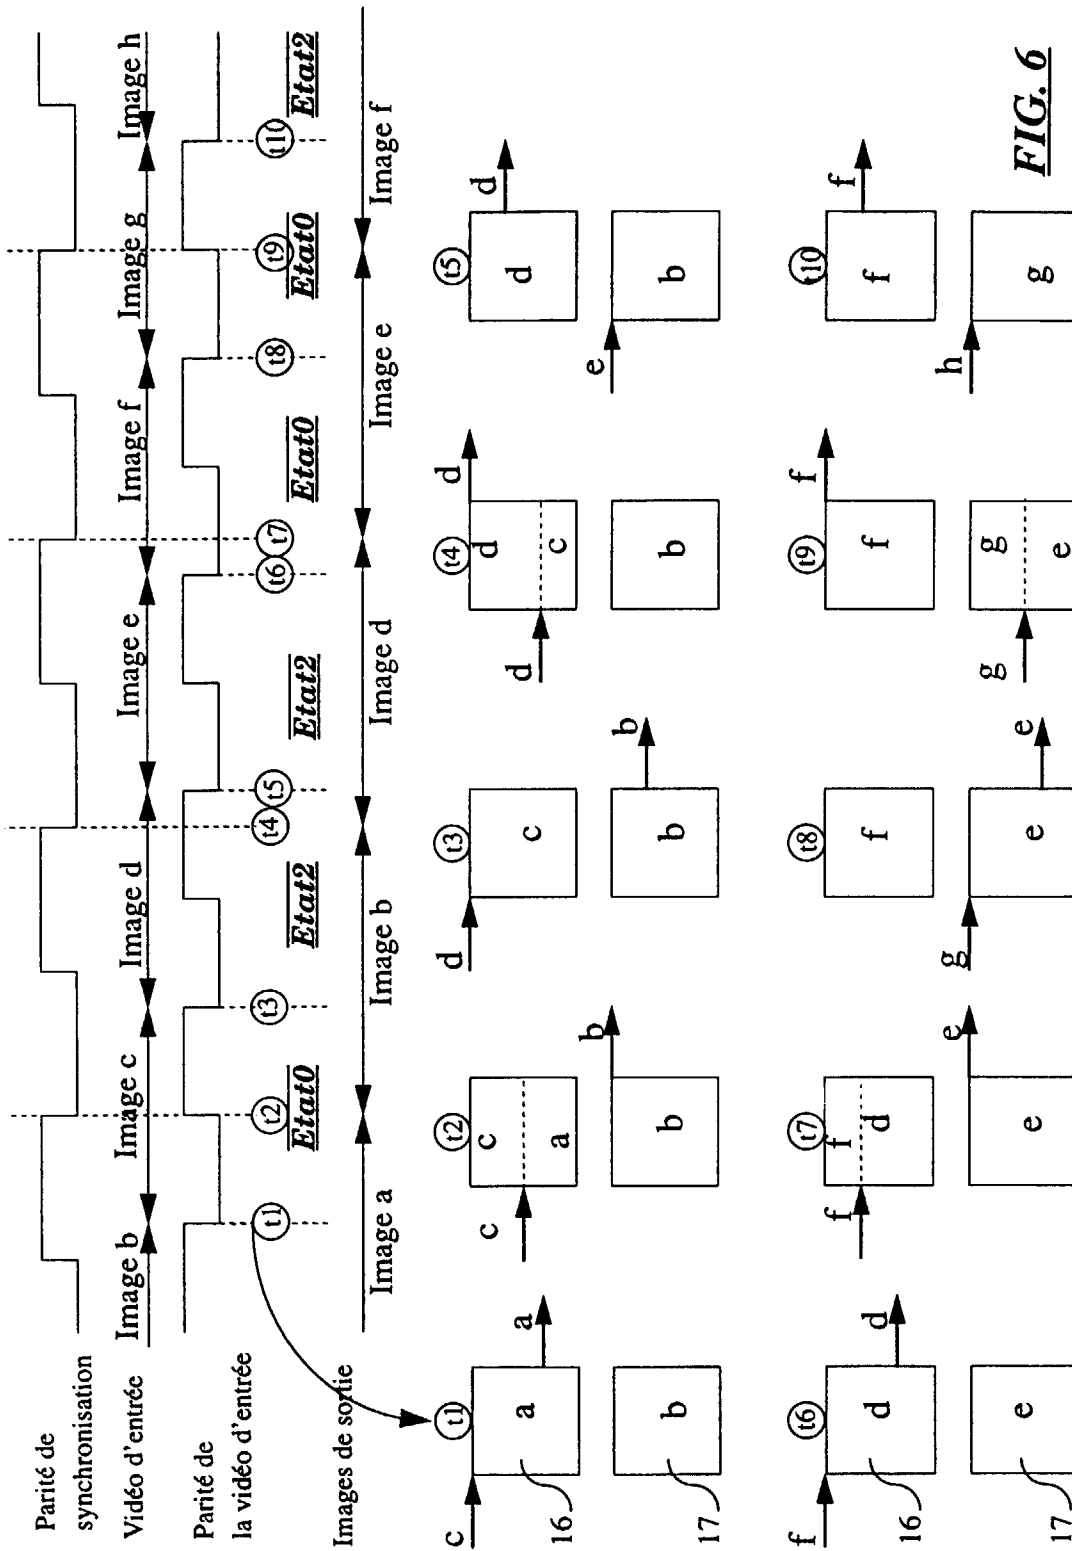 Parité de
synchronisation
Vidéo d'entrée
Image b Image c Image d Image e Image f Image g Image h
Parité de
la vidéo d'entrée
t1 t2 t3 t4 t5 t6 t7 t8 t9 t10
Etat0 Etat2 Etat2 Etat0 Etat0 Etat2
Images de sortie
Image a Image b Image d Image e Image f
t1 t2 t3 t4 t5
c a a 16
b 17
c c a b
b
d c
b b
d d c d
b
d d
e b
t6 t7 t8 t9 t10
f d d 16
e 17
f f d
e e
f
g e e
f f
g g e
f f
h g
FIG. 6